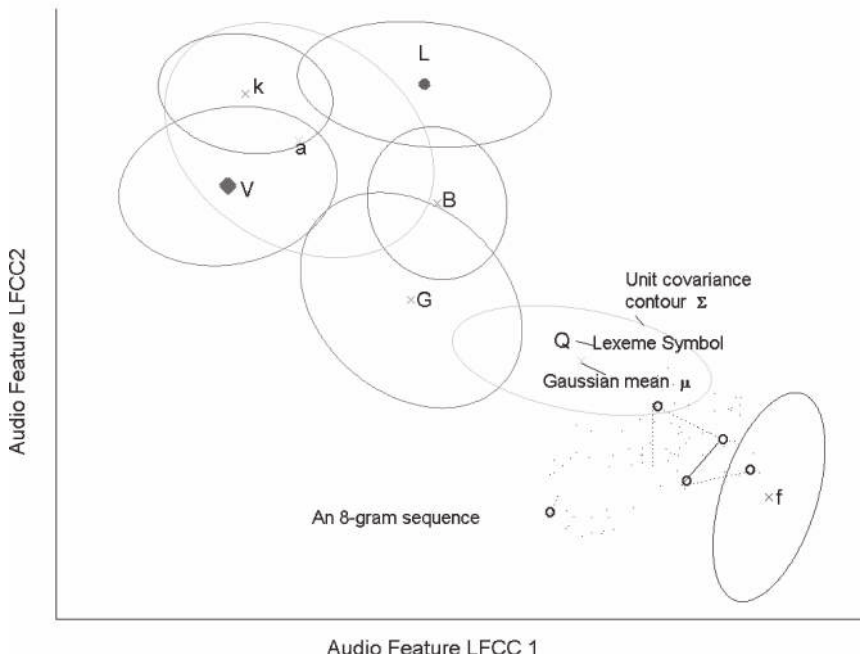 L
k
a
V
B
G
Unit covariance
contour Σ
Q
Lexeme Symbol
Gaussian mean μ
f
An 8-gram sequence
Audio Feature LFCC2
Audio Feature LFCC 1